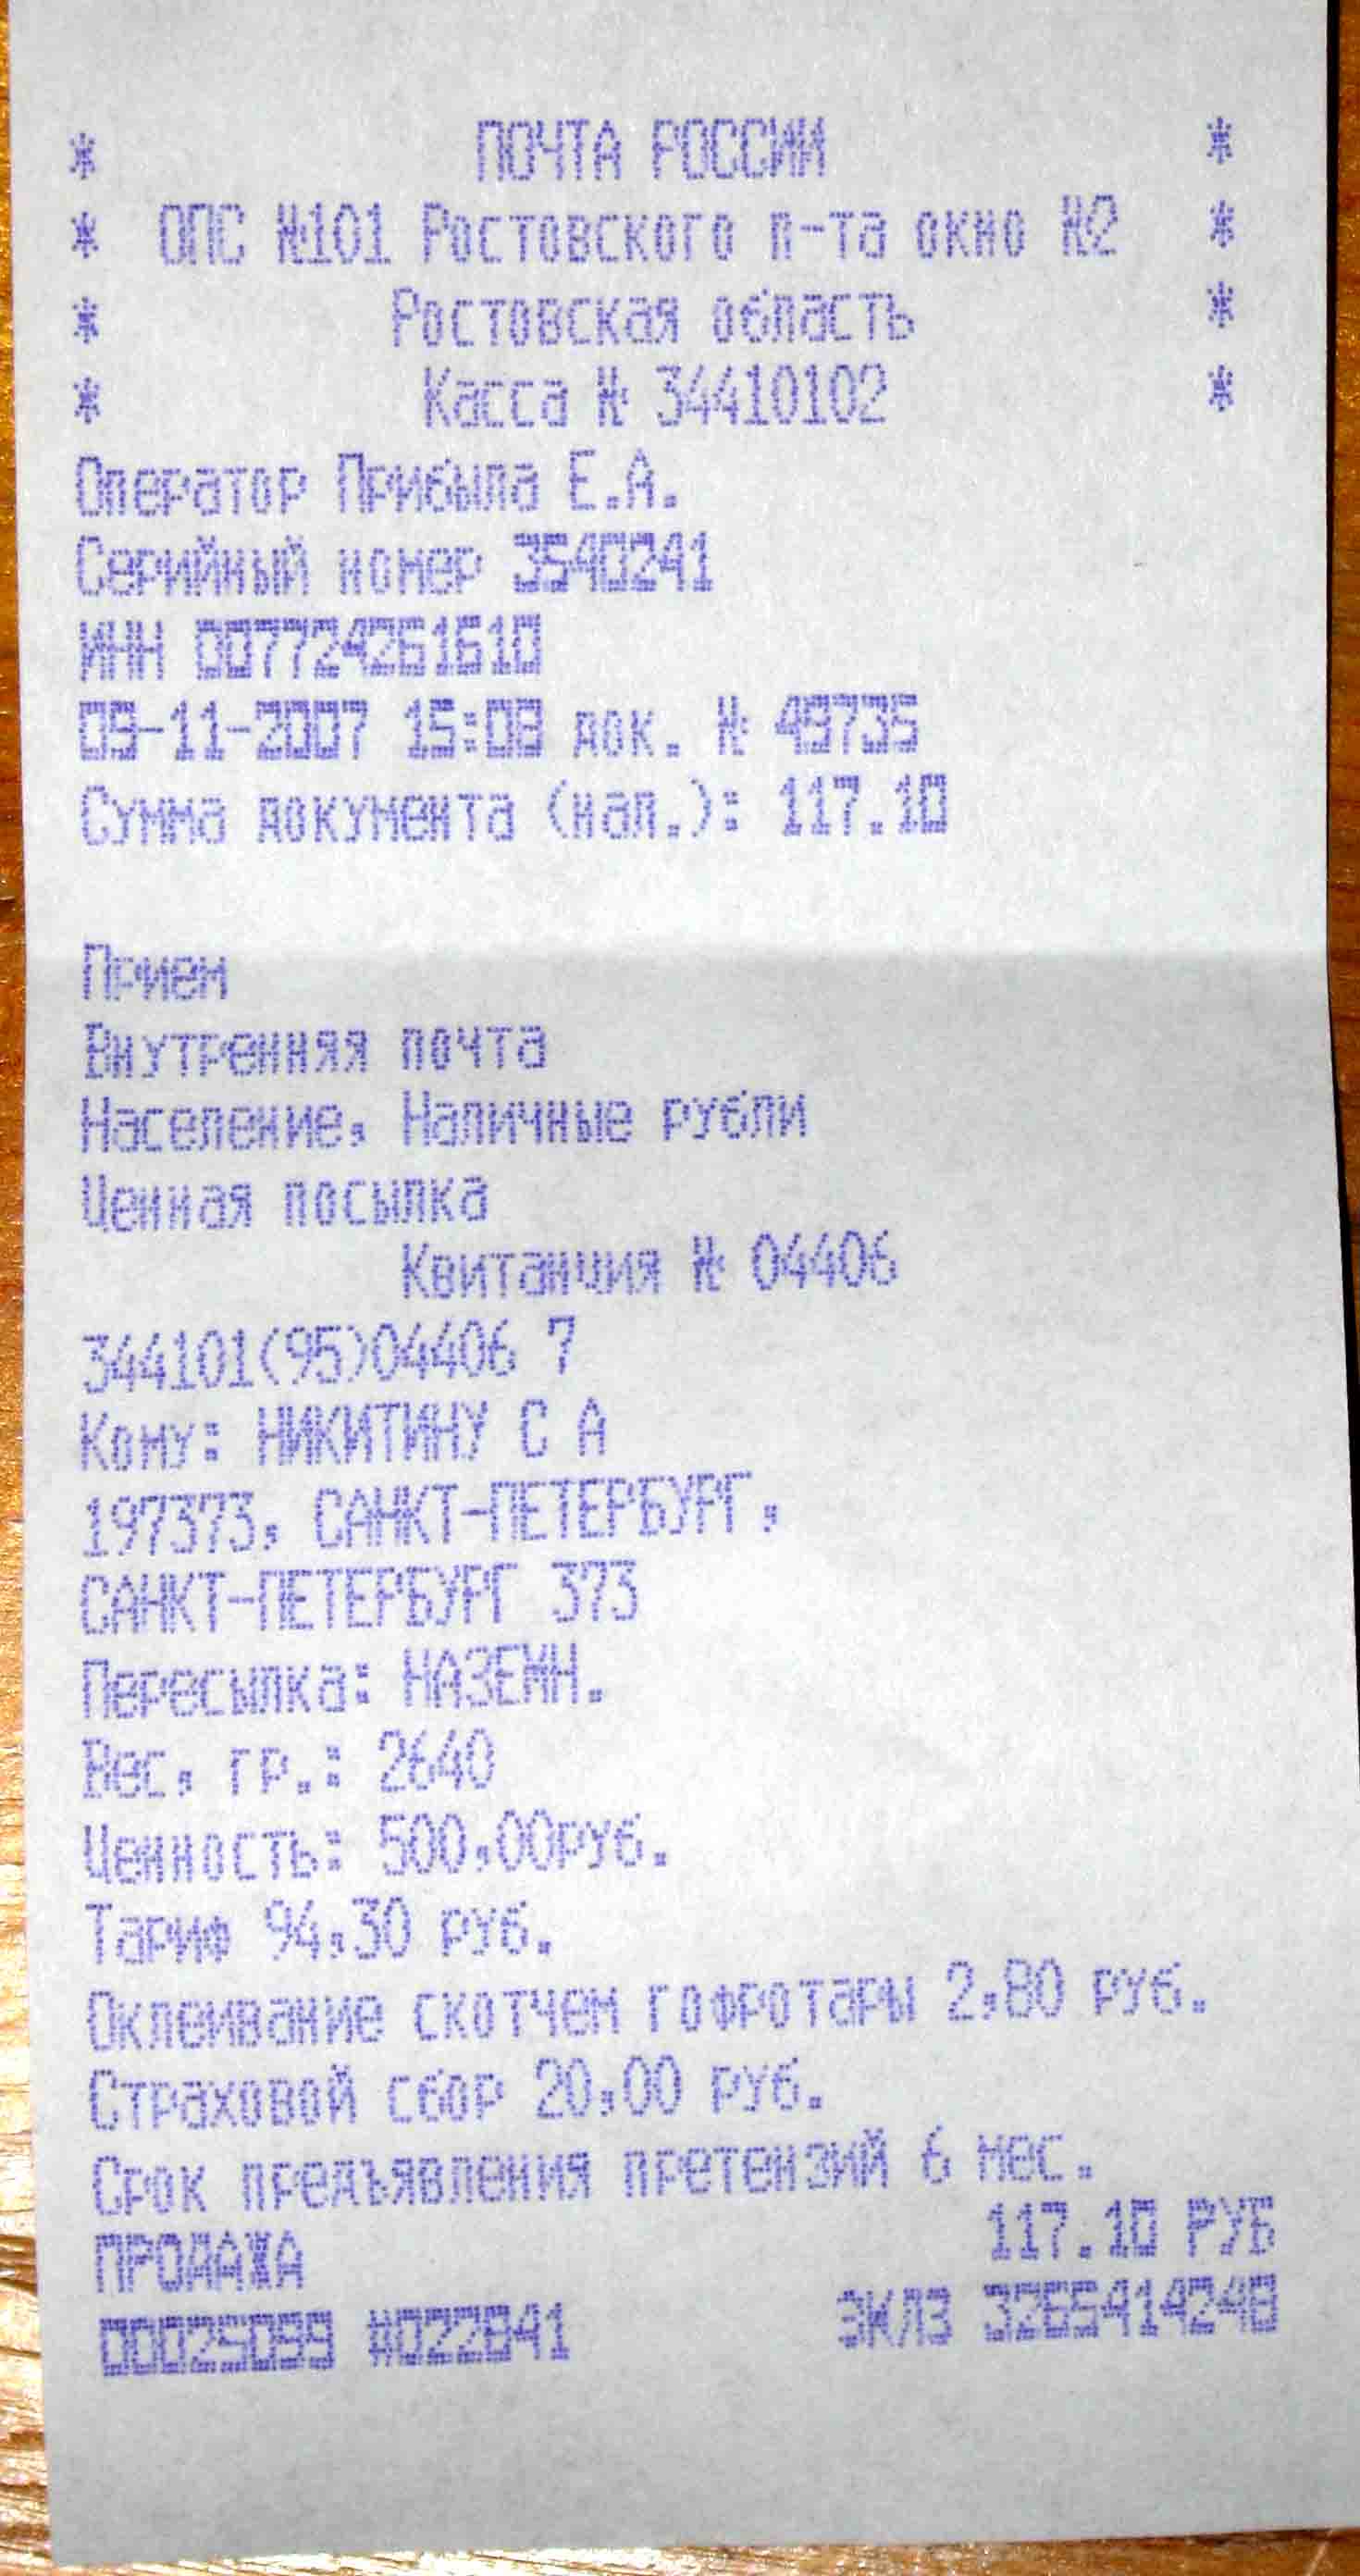 * ПОЧТА РОССИИ *
* ОПС №101 Ростовского п-та окно №2 *
* Ростовская область *
* Касса № 34410102 *
Оператор Прибыла Е.А.
Серийный номер 3540241
ИНН 007724261610
09-11-2007 15:08 док. № 49735
Сумма документа (нал.): 117.10
Прием
Внутренняя почта
Население, Наличные рубли
Ценная посылка
Квитанция № 04406
344101(95)04406 7
Кому: НИКИТИНУ С А
197373, САНКТ-ПЕТЕРБУРГ,
САНКТ-ПЕТЕРБУРГ 373
Пересылка: НАЗЕМН.
Вес, гр.: 2640
Ценность: 500,00руб.
Тариф 94,30 руб.
Оклеивание скотчем гофротары 2,80 руб.
Страховой сбор 20,00 руб.
Срок предъявления претензий 6 мес.
ПРОДАЖА 117.10 РУБ
00025099 #022841 ЭКЛЗ 3265414248